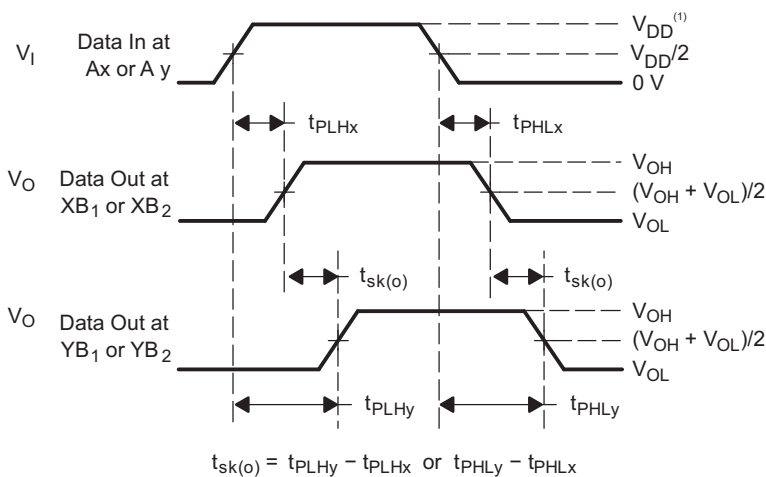 V_DD^(1)
V_I Data In at Ax or A y
V_DD/2
0 V
t_PLHx t_PHLx
V_OH
V_O Data Out at XB_1 or XB_2
(V_OH + V_OL)/2
V_OL
t_sk(o) t_sk(o)
V_OH
V_O Data Out at YB_1 or YB_2
(V_OH + V_OL)/2
V_OL
t_PLHy t_PHLy
t_sk(o) = t_PLHy − t_PLHx or t_PHLy − t_PHLx